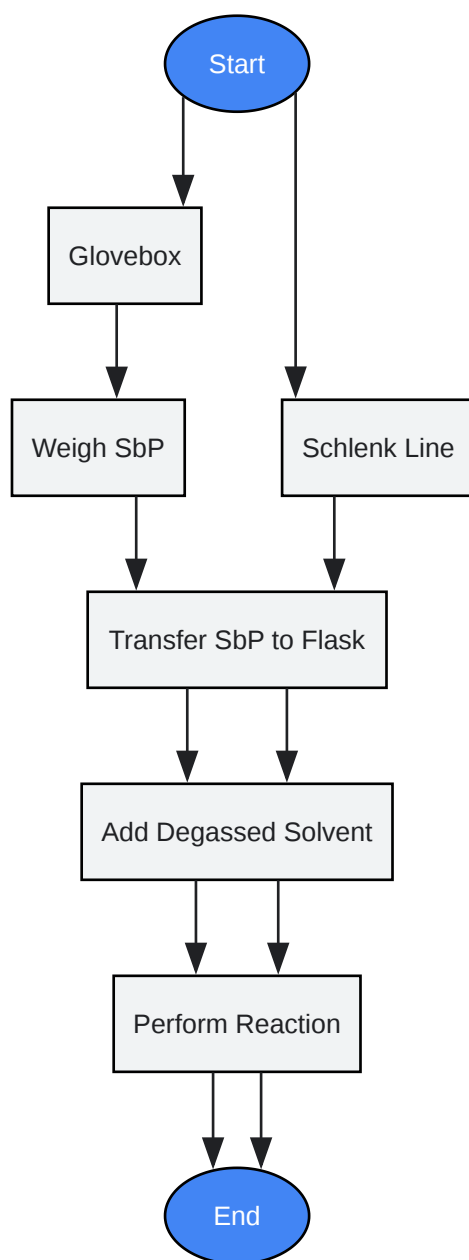 Start
Glovebox
Weigh SbP
Schlenk Line
Transfer SbP to Flask
Add Degassed Solvent
Perform Reaction
End